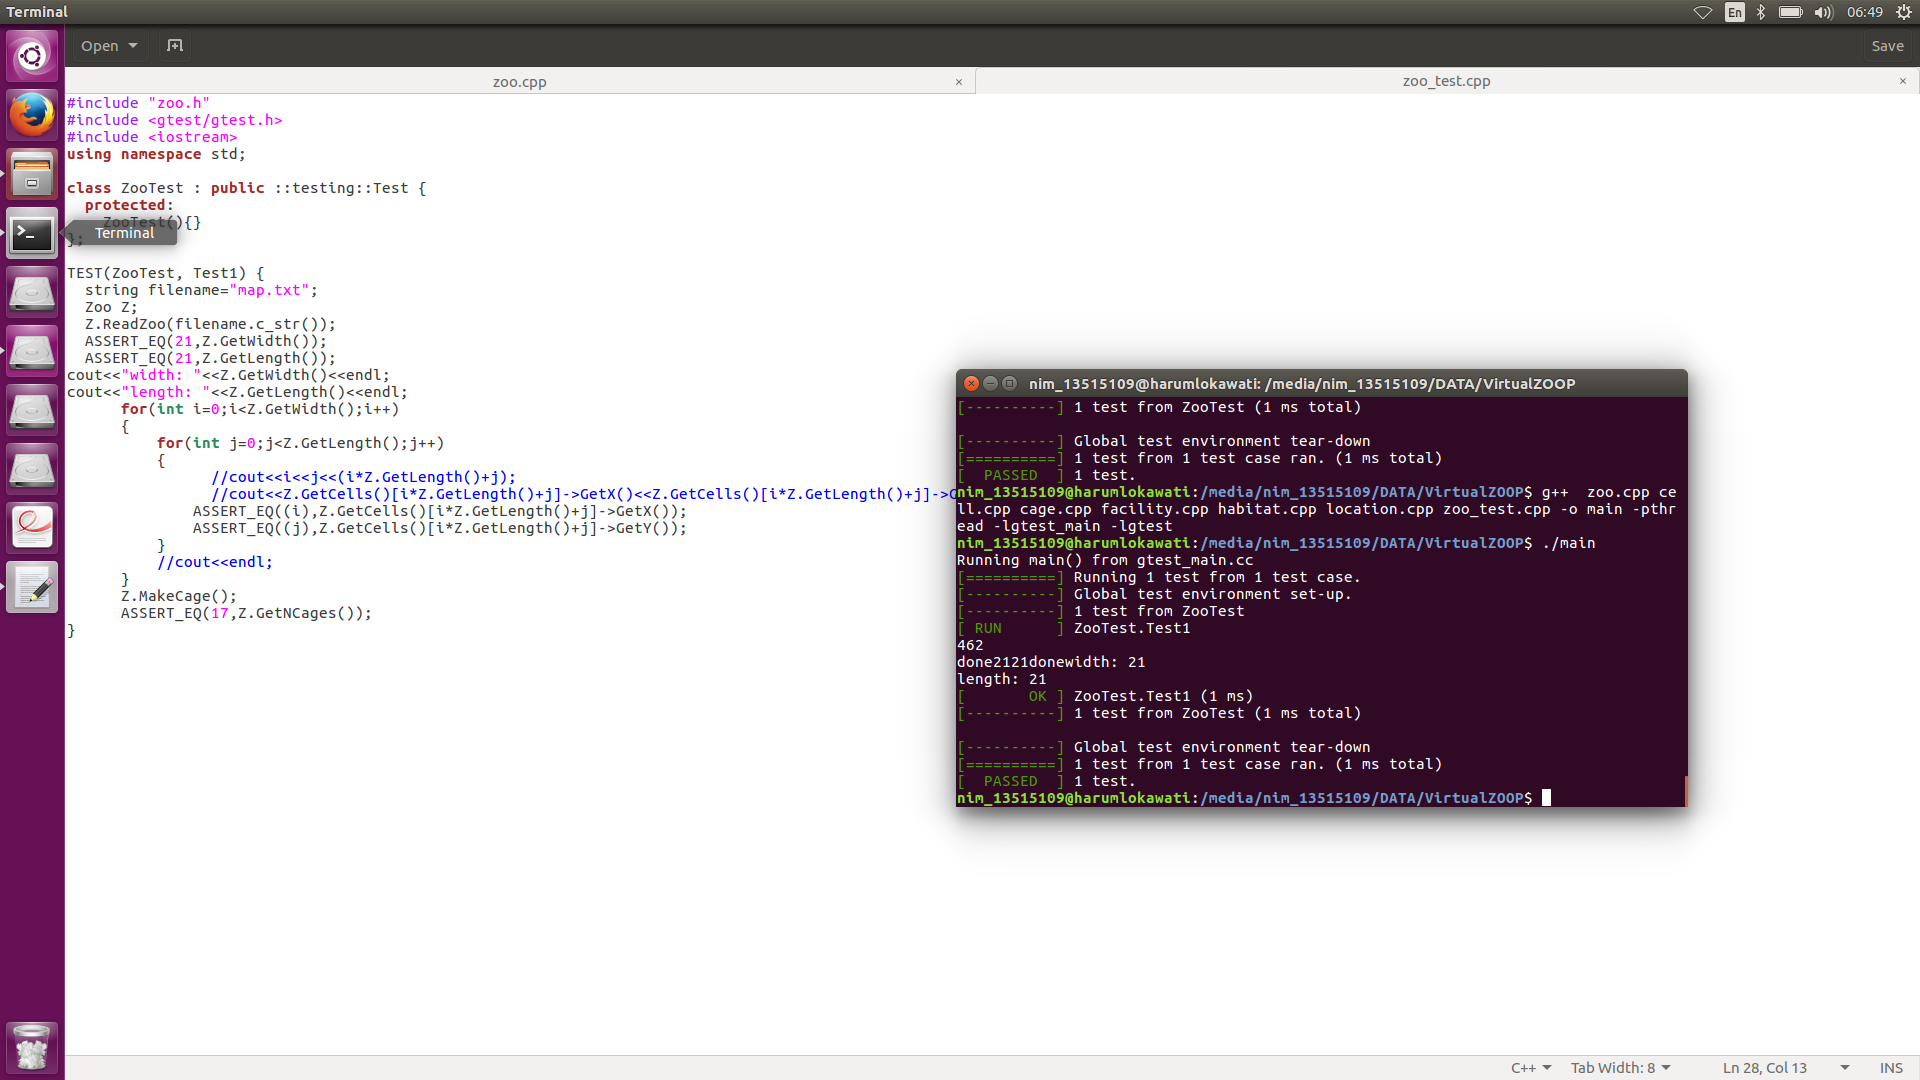 Terminal
En
06:49
Open
Save
zoo.cpp
×
zoo_test.cpp
×
#include "zoo.h"
#include <gtest/gtest.h>
#include <iostream>
using namespace std;
class ZooTest : public ::testing::Test {
  protected:
    ZooTest(){}
};
Terminal
TEST(ZooTest, Test1) {
  string filename="map.txt";
  Zoo Z;
  Z.ReadZoo(filename.c_str());
  ASSERT_EQ(21,Z.GetWidth());
  ASSERT_EQ(21,Z.GetLength());
cout<<"width: "<<Z.GetWidth()<<endl;
cout<<"length: "<<Z.GetLength()<<endl;
      for(int i=0;i<Z.GetWidth();i++)
      {
          for(int j=0;j<Z.GetLength();j++)
          {
                //cout<<i<<j<<(i*Z.GetLength()+j);
                //cout<<Z.GetCells()[i*Z.GetLength()+j]->GetX()<<Z.GetCells()[i*Z.GetLength()+j]->
              ASSERT_EQ((i),Z.GetCells()[i*Z.GetLength()+j]->GetX());
              ASSERT_EQ((j),Z.GetCells()[i*Z.GetLength()+j]->GetY());
          }
          //cout<endl;
      }
      Z.MakeCage();
      ASSERT_EQ(17,Z.GetNCages());
}
nim_13515109@harumlokawati: /media/nim_13515109/DATA/VirtualZOOP
[----------] 1 test from ZooTest (1 ms total)
[----------] Global test environment tear-down
[==========] 1 test from 1 test case ran. (1 ms total)
[  PASSED  ] 1 test.
nim_13515109@harumlokawati:/media/nim_13515109/DATA/VirtualZOOP$ g++  zoo.cpp ce
ll.cpp cage.cpp facility.cpp habitat.cpp location.cpp zoo_test.cpp -o main -pthr
ead -lgtest_main -lgtest
nim_13515109@harumlokawati:/media/nim_13515109/DATA/VirtualZOOP$ ./main
Running main() from gtest_main.cc
[==========] Running 1 test from 1 test case.
[----------] Global test environment set-up.
[----------] 1 test from ZooTest
[ RUN      ] ZooTest.Test1
462
done2121donewidth: 21
length: 21
[       OK ] ZooTest.Test1 (1 ms)
[----------] 1 test from ZooTest (1 ms total)
[----------] Global test environment tear-down
[==========] 1 test from 1 test case ran. (1 ms total)
[  PASSED  ] 1 test.
nim_13515109@harumlokawati:/media/nim_13515109/DATA/VirtualZOOP$
C++
Tab Width: 8
Ln 28, Col 13
INS